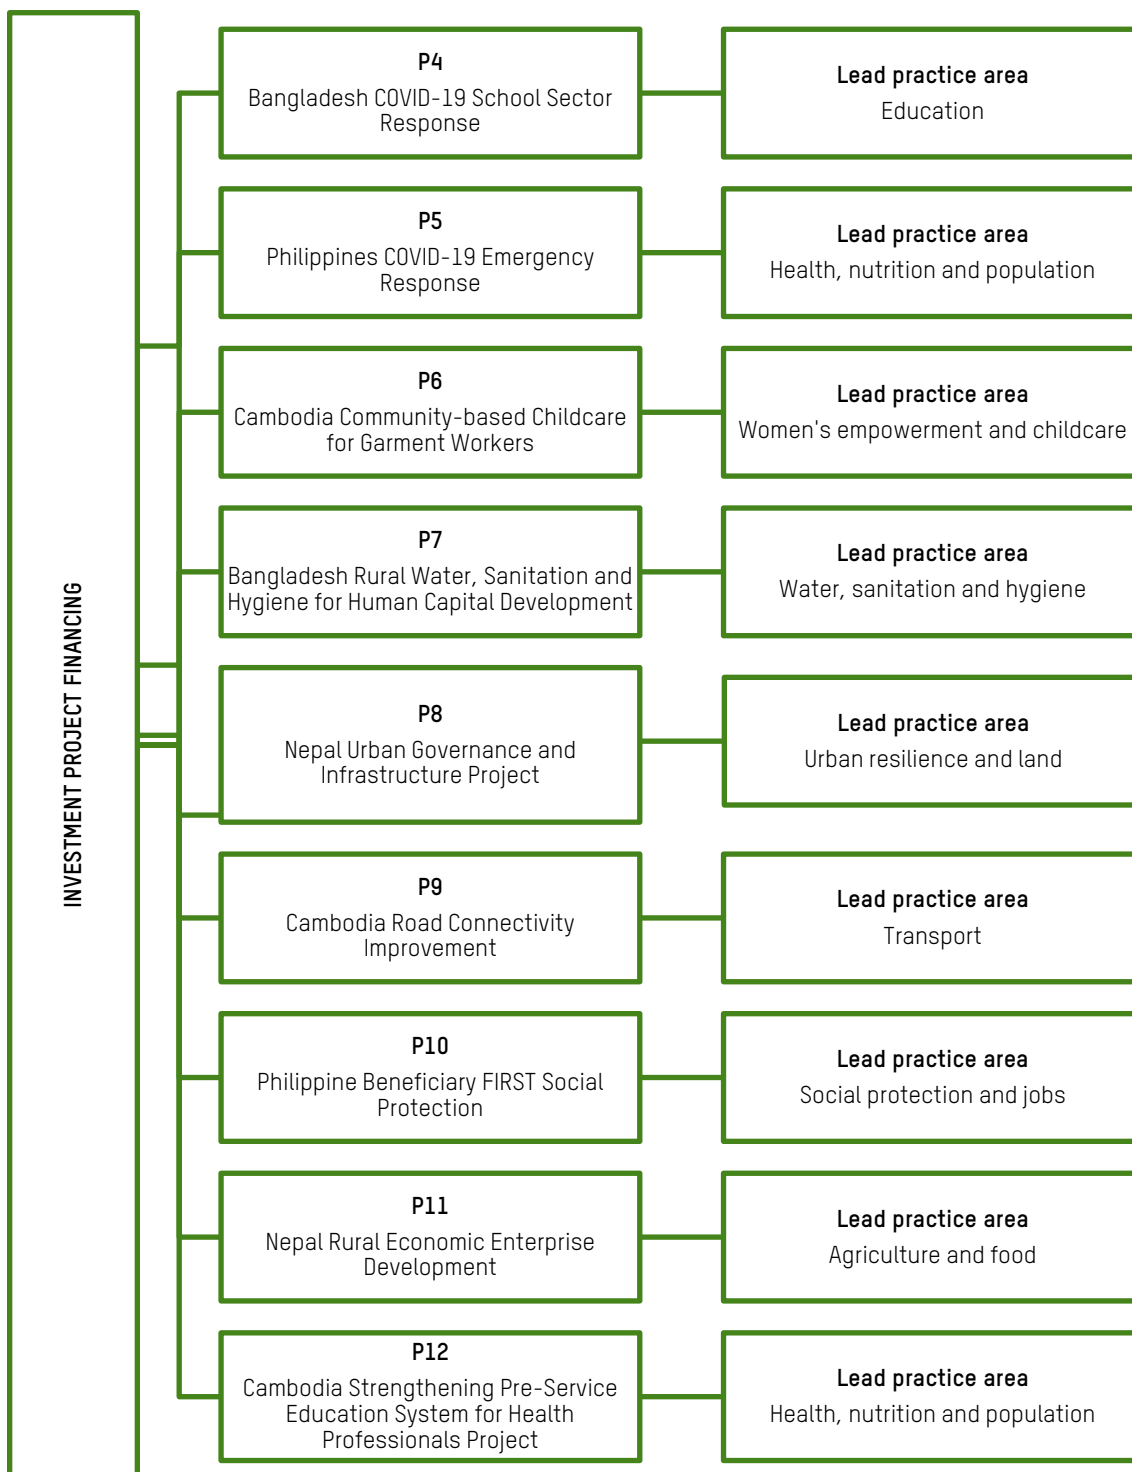 INVESTMENT PROJECT FINANCING
P4
Bangladesh COVID-19 School Sector
Response
Lead practice area
Education
P5
Philippines COVID-19 Emergency
Response
Lead practice area
Health, nutrition and population
P6
Cambodia Community-based Childcare
for Garment Workers
Lead practice area
Women's empowerment and childcare
P7
Bangladesh Rural Water, Sanitation and
Hygiene for Human Capital Development
Lead practice area
Water, sanitation and hygiene
P8
Nepal Urban Governance and
Infrastructure Project
Lead practice area
Urban resilience and land
P9
Cambodia Road Connectivity
Improvement
Lead practice area
Transport
P10
Philippine Beneficiary FIRST Social
Protection
Lead practice area
Social protection and jobs
P11
Nepal Rural Economic Enterprise
Development
Lead practice area
Agriculture and food
P12
Cambodia Strengthening Pre-Service
Education System for Health
Professionals Project
Lead practice area
Health, nutrition and population